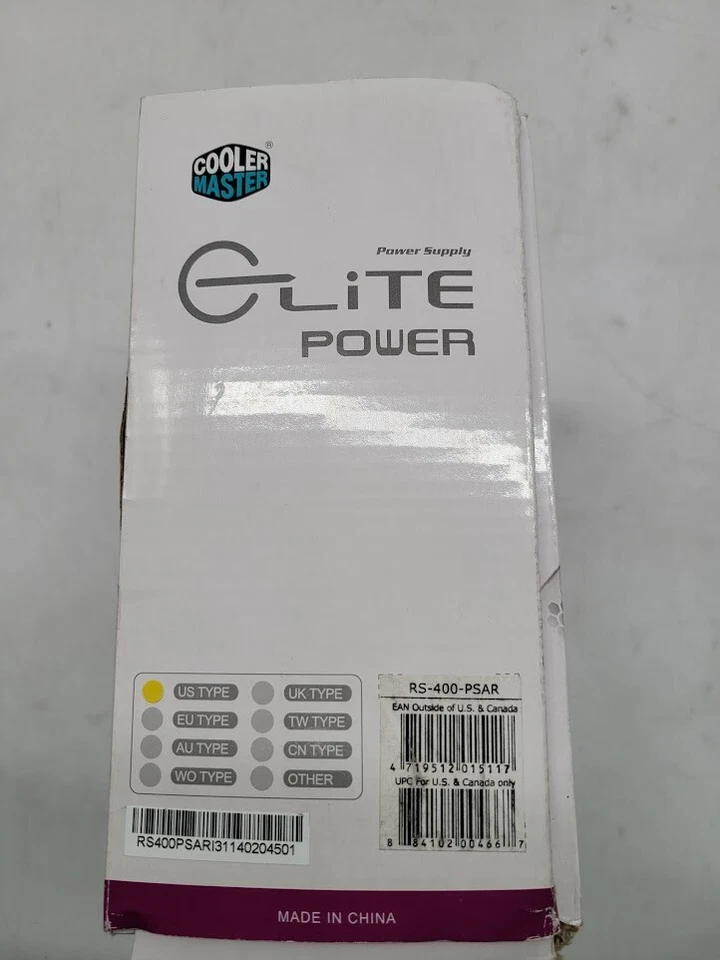 COOLER
MASTER
®
Power Supply
eLiTE
POWER
US TYPE
UK TYPE
EU TYPE
TW TYPE
AU TYPE
CN TYPE
WO TYPE
OTHER
RS400PSARI31140204501
RS-400-PSAR
EAN Outside of U.S. & Canada
4 719512 015117
UPC For U.S. & Canada only
8 84102 00466 7
MADE IN CHINA